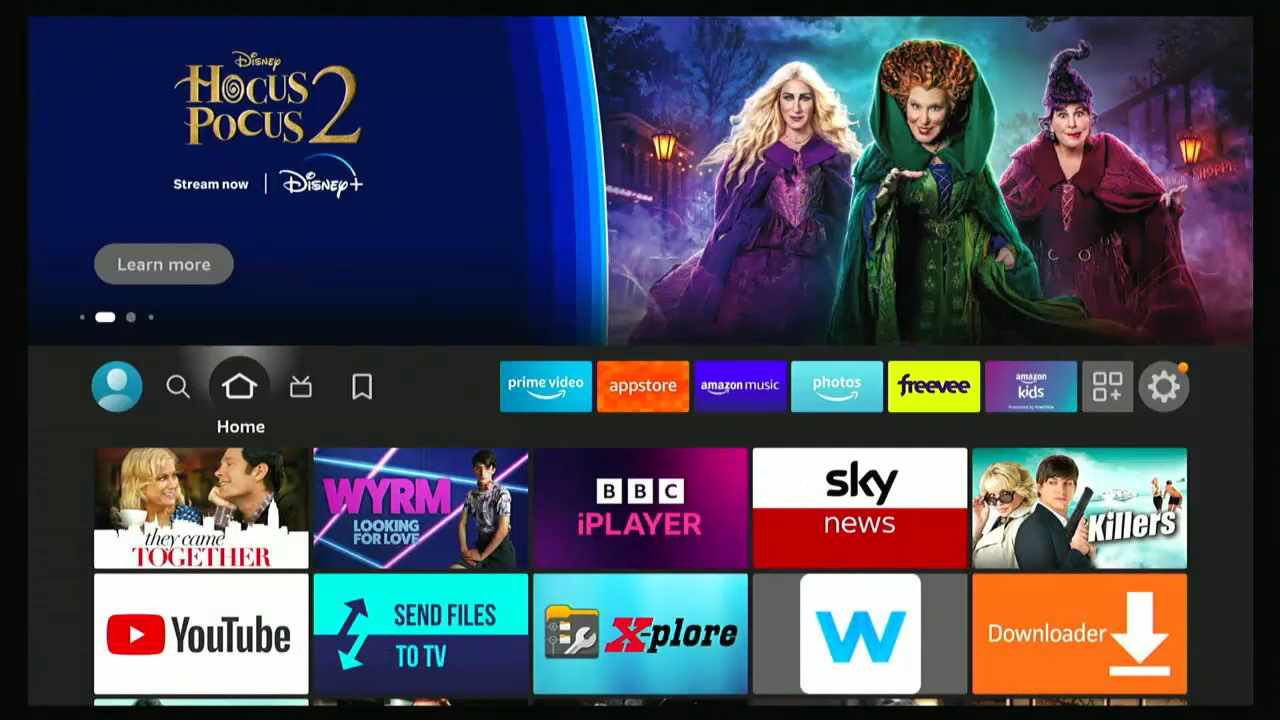 Disney
HOCUS
POCUS 2
Stream now | Disney+
Learn more
Home
prime video
appstore
amazon music
photos
freevee
amazon
kids
SHOPPE
they came
TOGETHER
WYRM
LOOKING
FOR LOVE
BBC
iPLAYER
sky
news
Killers
YouTube
SEND FILES
TO TV
X-plore
W
Downloader